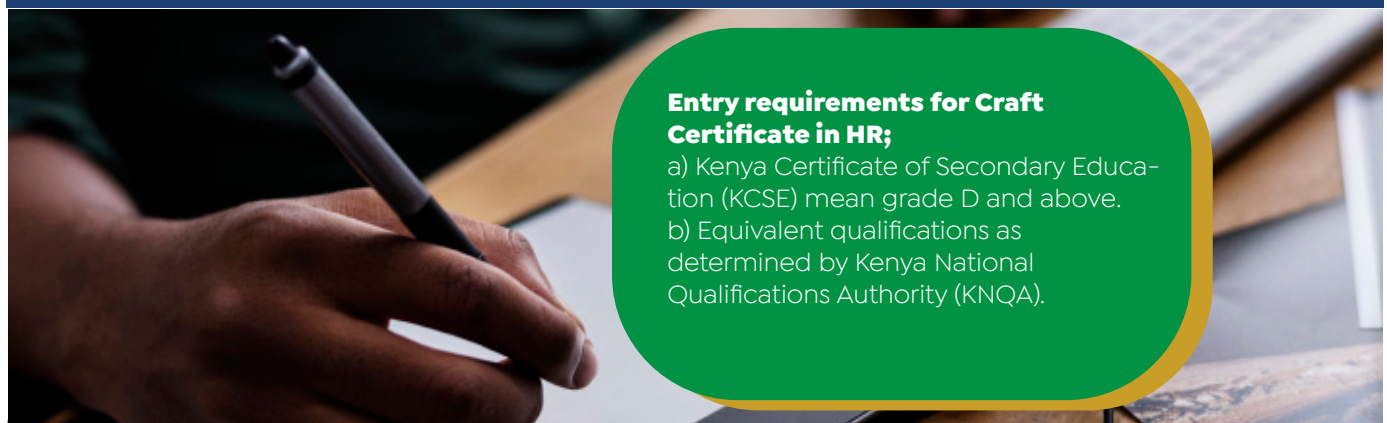 Entry requirements for Craft
Certificate in HR;
a) Kenya Certificate of Secondary Educa-
tion (KCSE) mean grade D and above.
b) Equivalent qualifications as
determined by Kenya National
Qualifications Authority (KNQA).